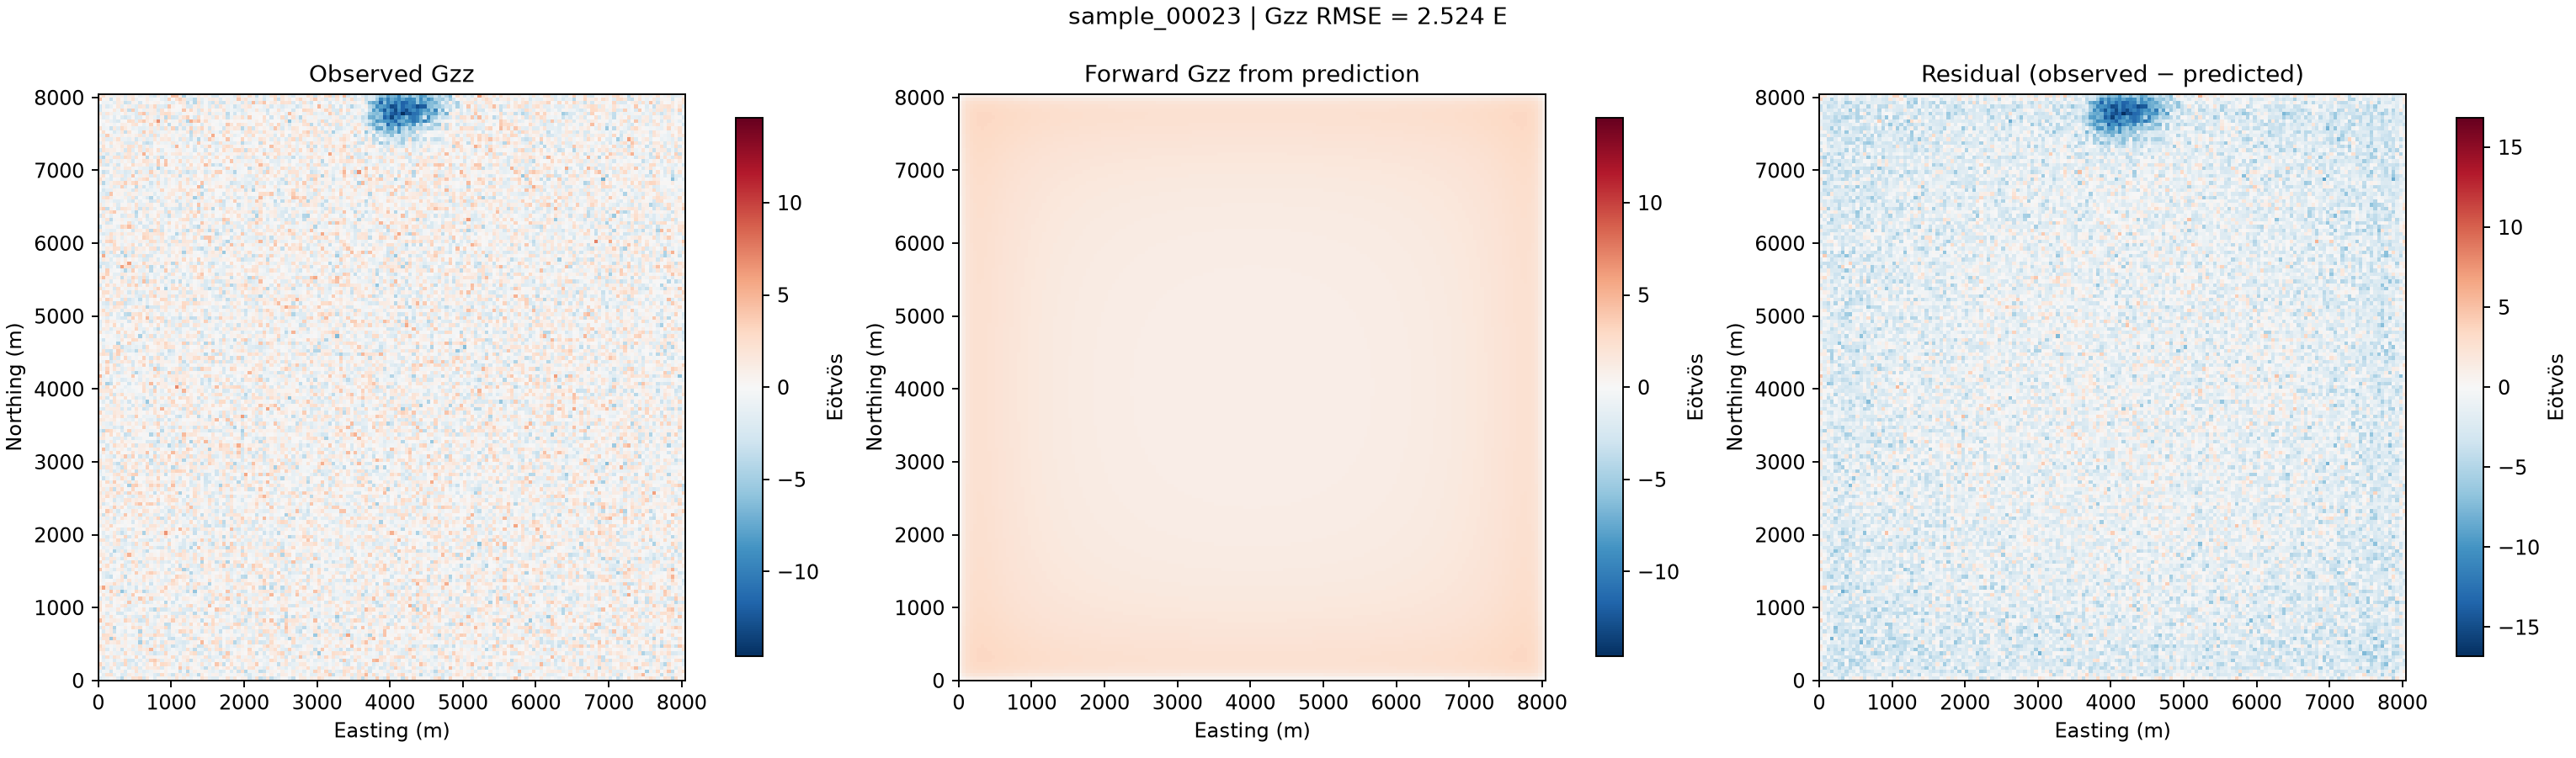 sample_00023 | Gzz RMSE = 2.524 E
Observed Gzz
8000
7000
6000
5000
4000
3000
2000
1000
0
Northing (m)
0 1000 2000 3000 4000 5000 6000 7000 8000
Easting (m)
10
5
0
−5
−10
Eötvös
Forward Gzz from prediction
8000
7000
6000
5000
4000
3000
2000
1000
0
Northing (m)
0 1000 2000 3000 4000 5000 6000 7000 8000
Easting (m)
10
5
0
−5
−10
Eötvös
Residual (observed − predicted)
8000
7000
6000
5000
4000
3000
2000
1000
0
Northing (m)
0 1000 2000 3000 4000 5000 6000 7000 8000
Easting (m)
15
10
5
0
−5
−10
−15
Eötvös